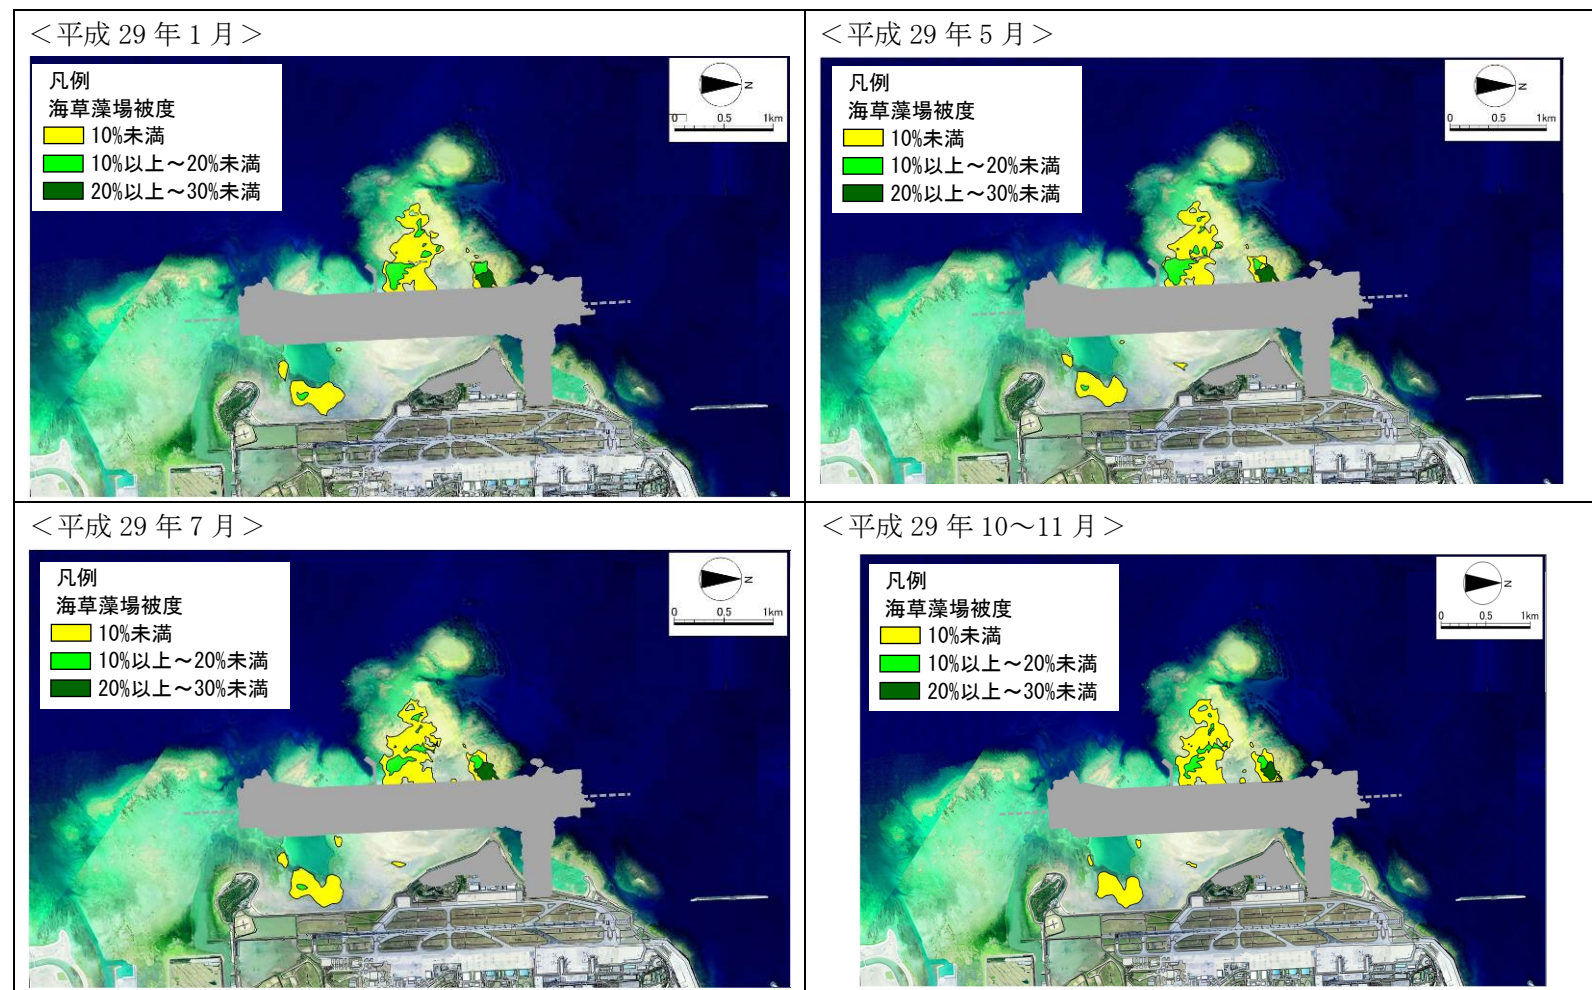 ＜平成 29 年 1 月＞
凡例
海草藻場被度
10%未満
10%以上～20%未満
20%以上～30%未満
N
0 0.5 1km
＜平成 29 年 5 月＞
凡例
海草藻場被度
10%未満
10%以上～20%未満
20%以上～30%未満
N
0 0.5 1km
＜平成 29 年 7 月＞
凡例
海草藻場被度
10%未満
10%以上～20%未満
20%以上～30%未満
N
0 0.5 1km
＜平成 29 年 10～11 月＞
凡例
海草藻場被度
10%未満
10%以上～20%未満
20%以上～30%未満
N
0 0.5 1km